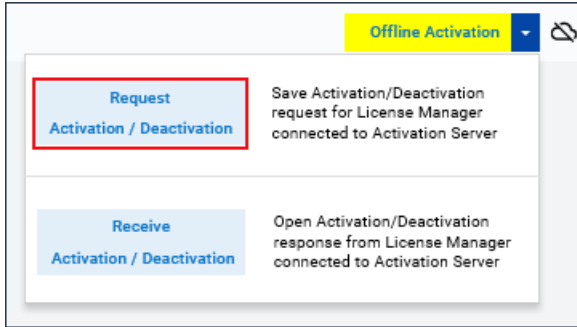 Offline Activation
Request
Activation / Deactivation
Save Activation/Deactivation
request for License Manager
connected to Activation Server
Receive
Activation / Deactivation
Open Activation/Deactivation
response from License Manager
connected to Activation Server